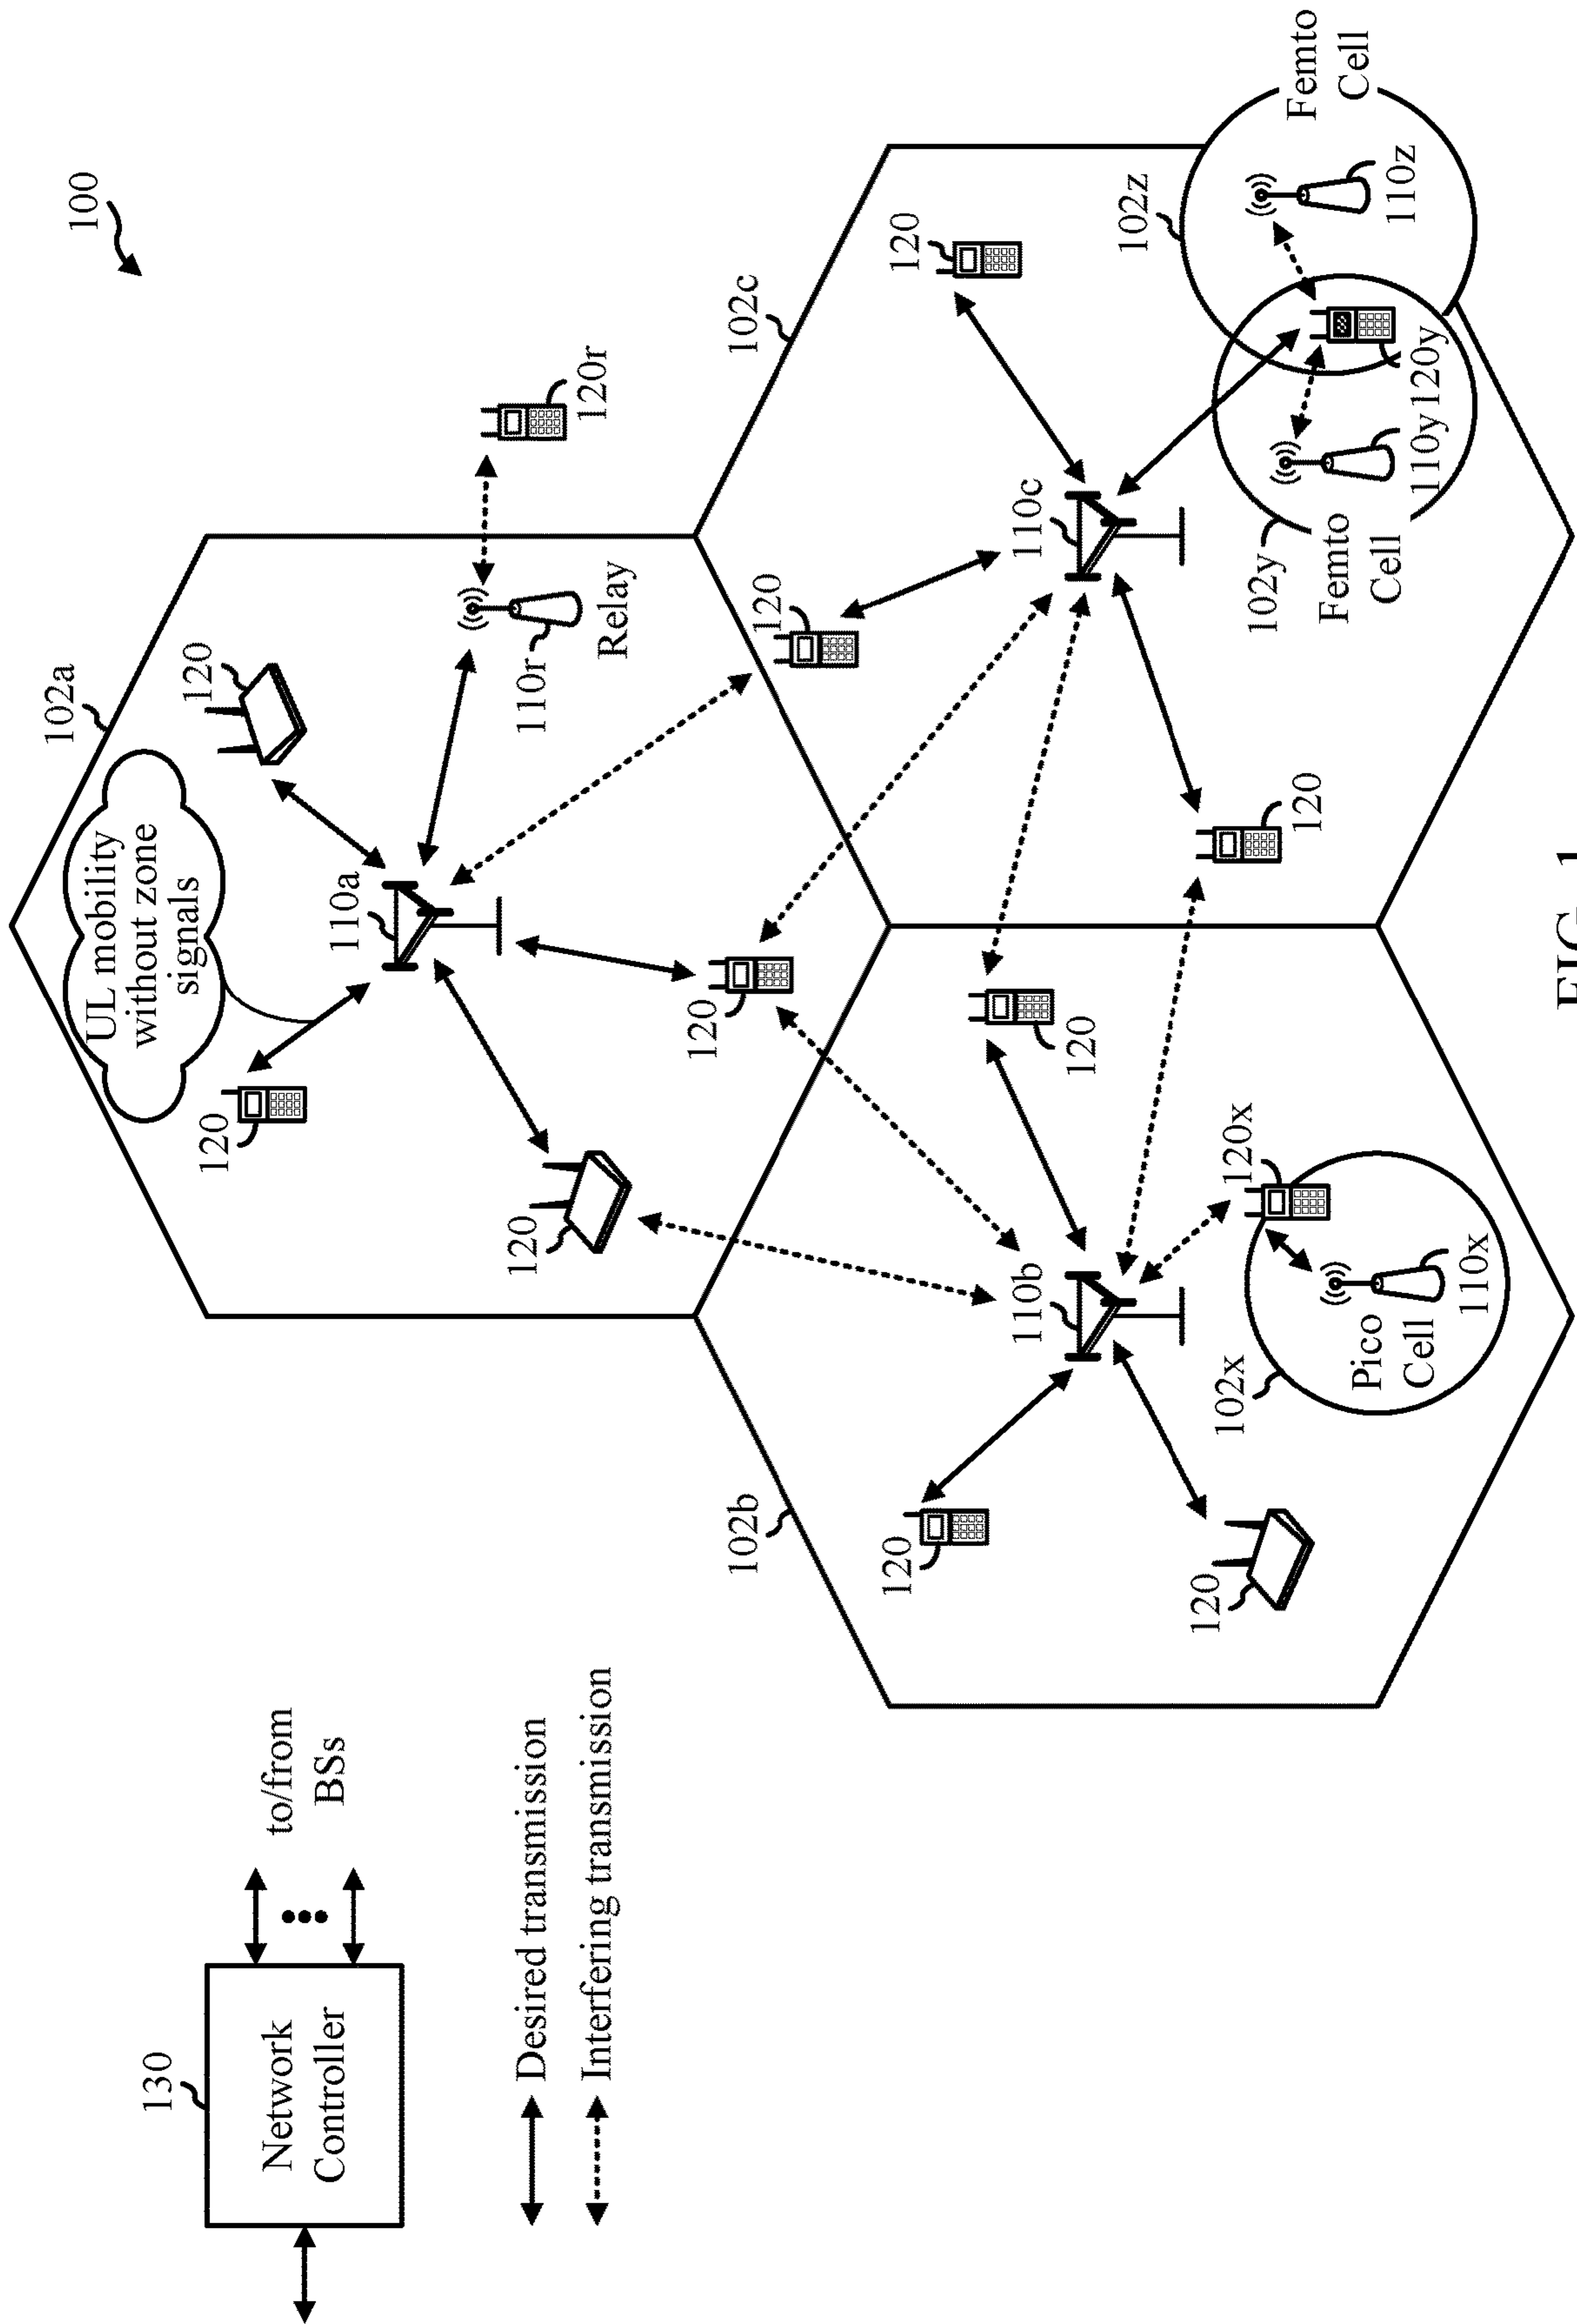 100
102a
130
UL mobility
without zone
signals
120
120
Network
Controller
to/from
BSs
110a
Desired transmission
Interfering transmission
120
110r
Relay
120r
120
102b
120
102c
120
120
110b
120
110c
102z
120
102x
120x
120
102y
Femto
Cell
Femto
Cell
Pico
Cell
110z
110y
120y
110x
FIG. 1